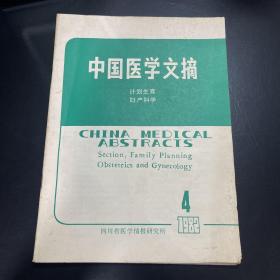 中国医学文摘
计划生育
妇产科学
CHINA MEDICAL
ABSTRACTS
Section, Family Planning
Obstetrics and Gynecology
4
1982
四川省医学情报研究所